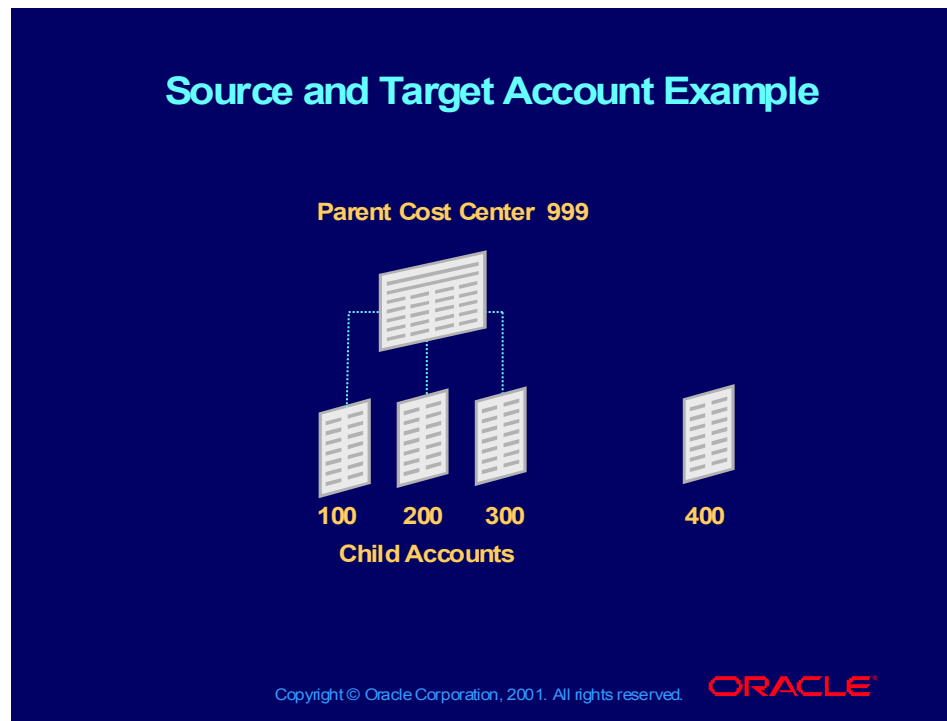 Source and Target Account Example
Parent Cost Center 999
100 200 300 400
Child Accounts
Copyright © Oracle Corporation, 2001. All rights reserved. ORACLE®